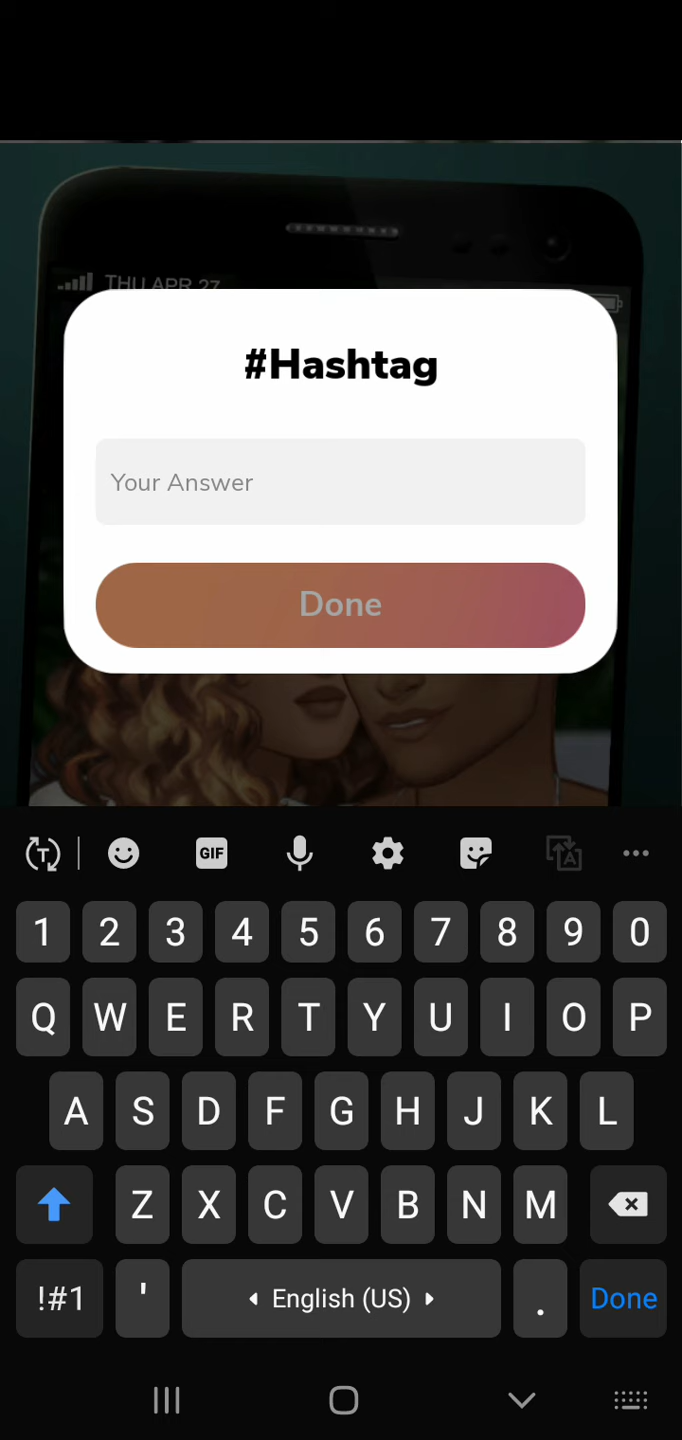 THU APR 27
#Hashtag
Your Answer
Done
T
GIF
A
1 2 3 4 5 6 7 8 9 0
Q W E R T Y U I O P
A S D F G H J K L
Z X C V B N M
!#1 ' English (US) . Done